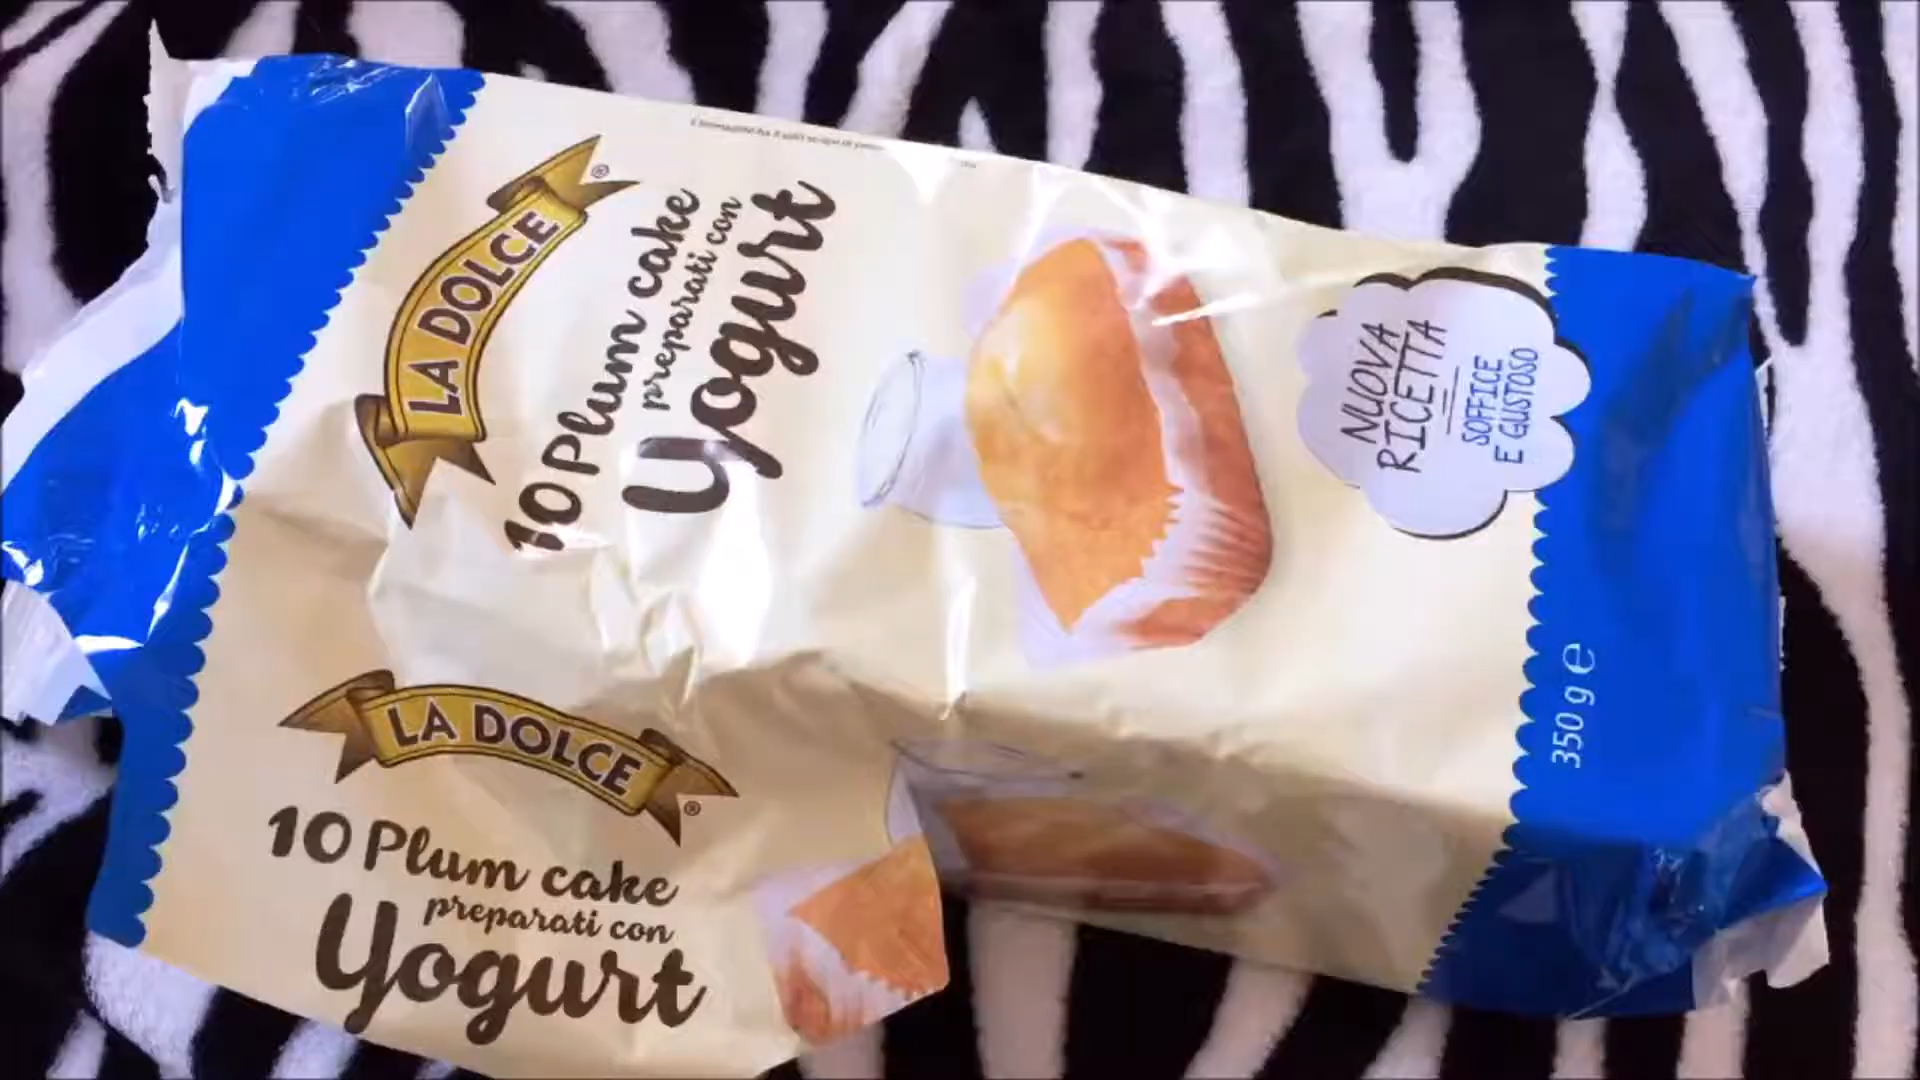 LA DOLCE
®
10 Plum cake
preparati con
Yogurt
NUOVA
RICETTA
SOFFICE
E GUSTOSO
350 g e
LA DOLCE
®
10 Plum cake
preparati con
Yogurt